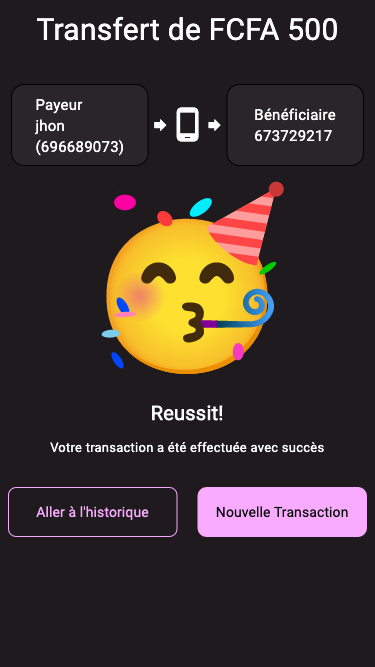 Transfert de FCFA 500
Payeur
jhon
(696689073)
Bénéficiaire
673729217
Reussit!
Votre transaction a été effectuée avec succès
Aller à l'historique
Nouvelle Transaction